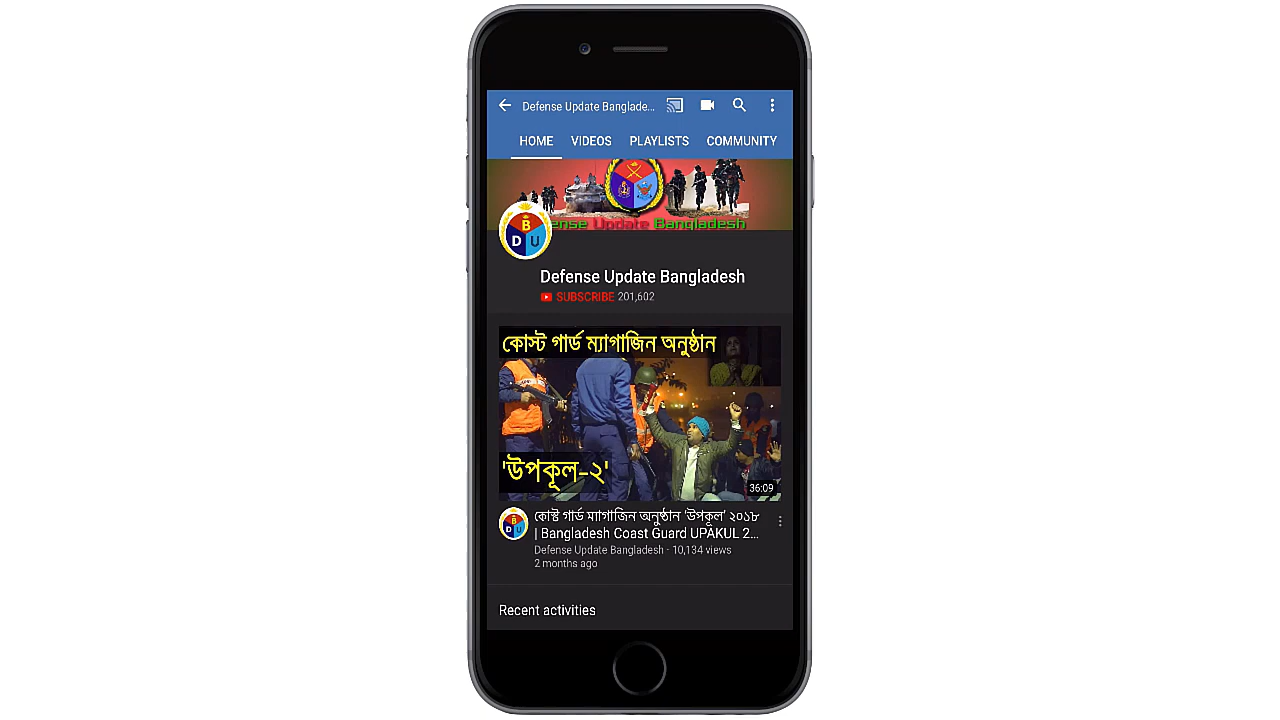 Defense Update Banglade...
HOME VIDEOS PLAYLISTS COMMUNITY
ense Update Bangladesh
B
D U
Defense Update Bangladesh
SUBSCRIBE 201,602
কোস্ট গার্ড ম্যাগাজিন অনুষ্ঠান
'উপকূল-২'
36:09
B
D U
কোস্ট গার্ড ম্যাগাজিন অনুষ্ঠান 'উপকূল' ২০১৮
| Bangladesh Coast Guard UPAKUL 2...
Defense Update Bangladesh - 10,134 views
2 months ago
Recent activities